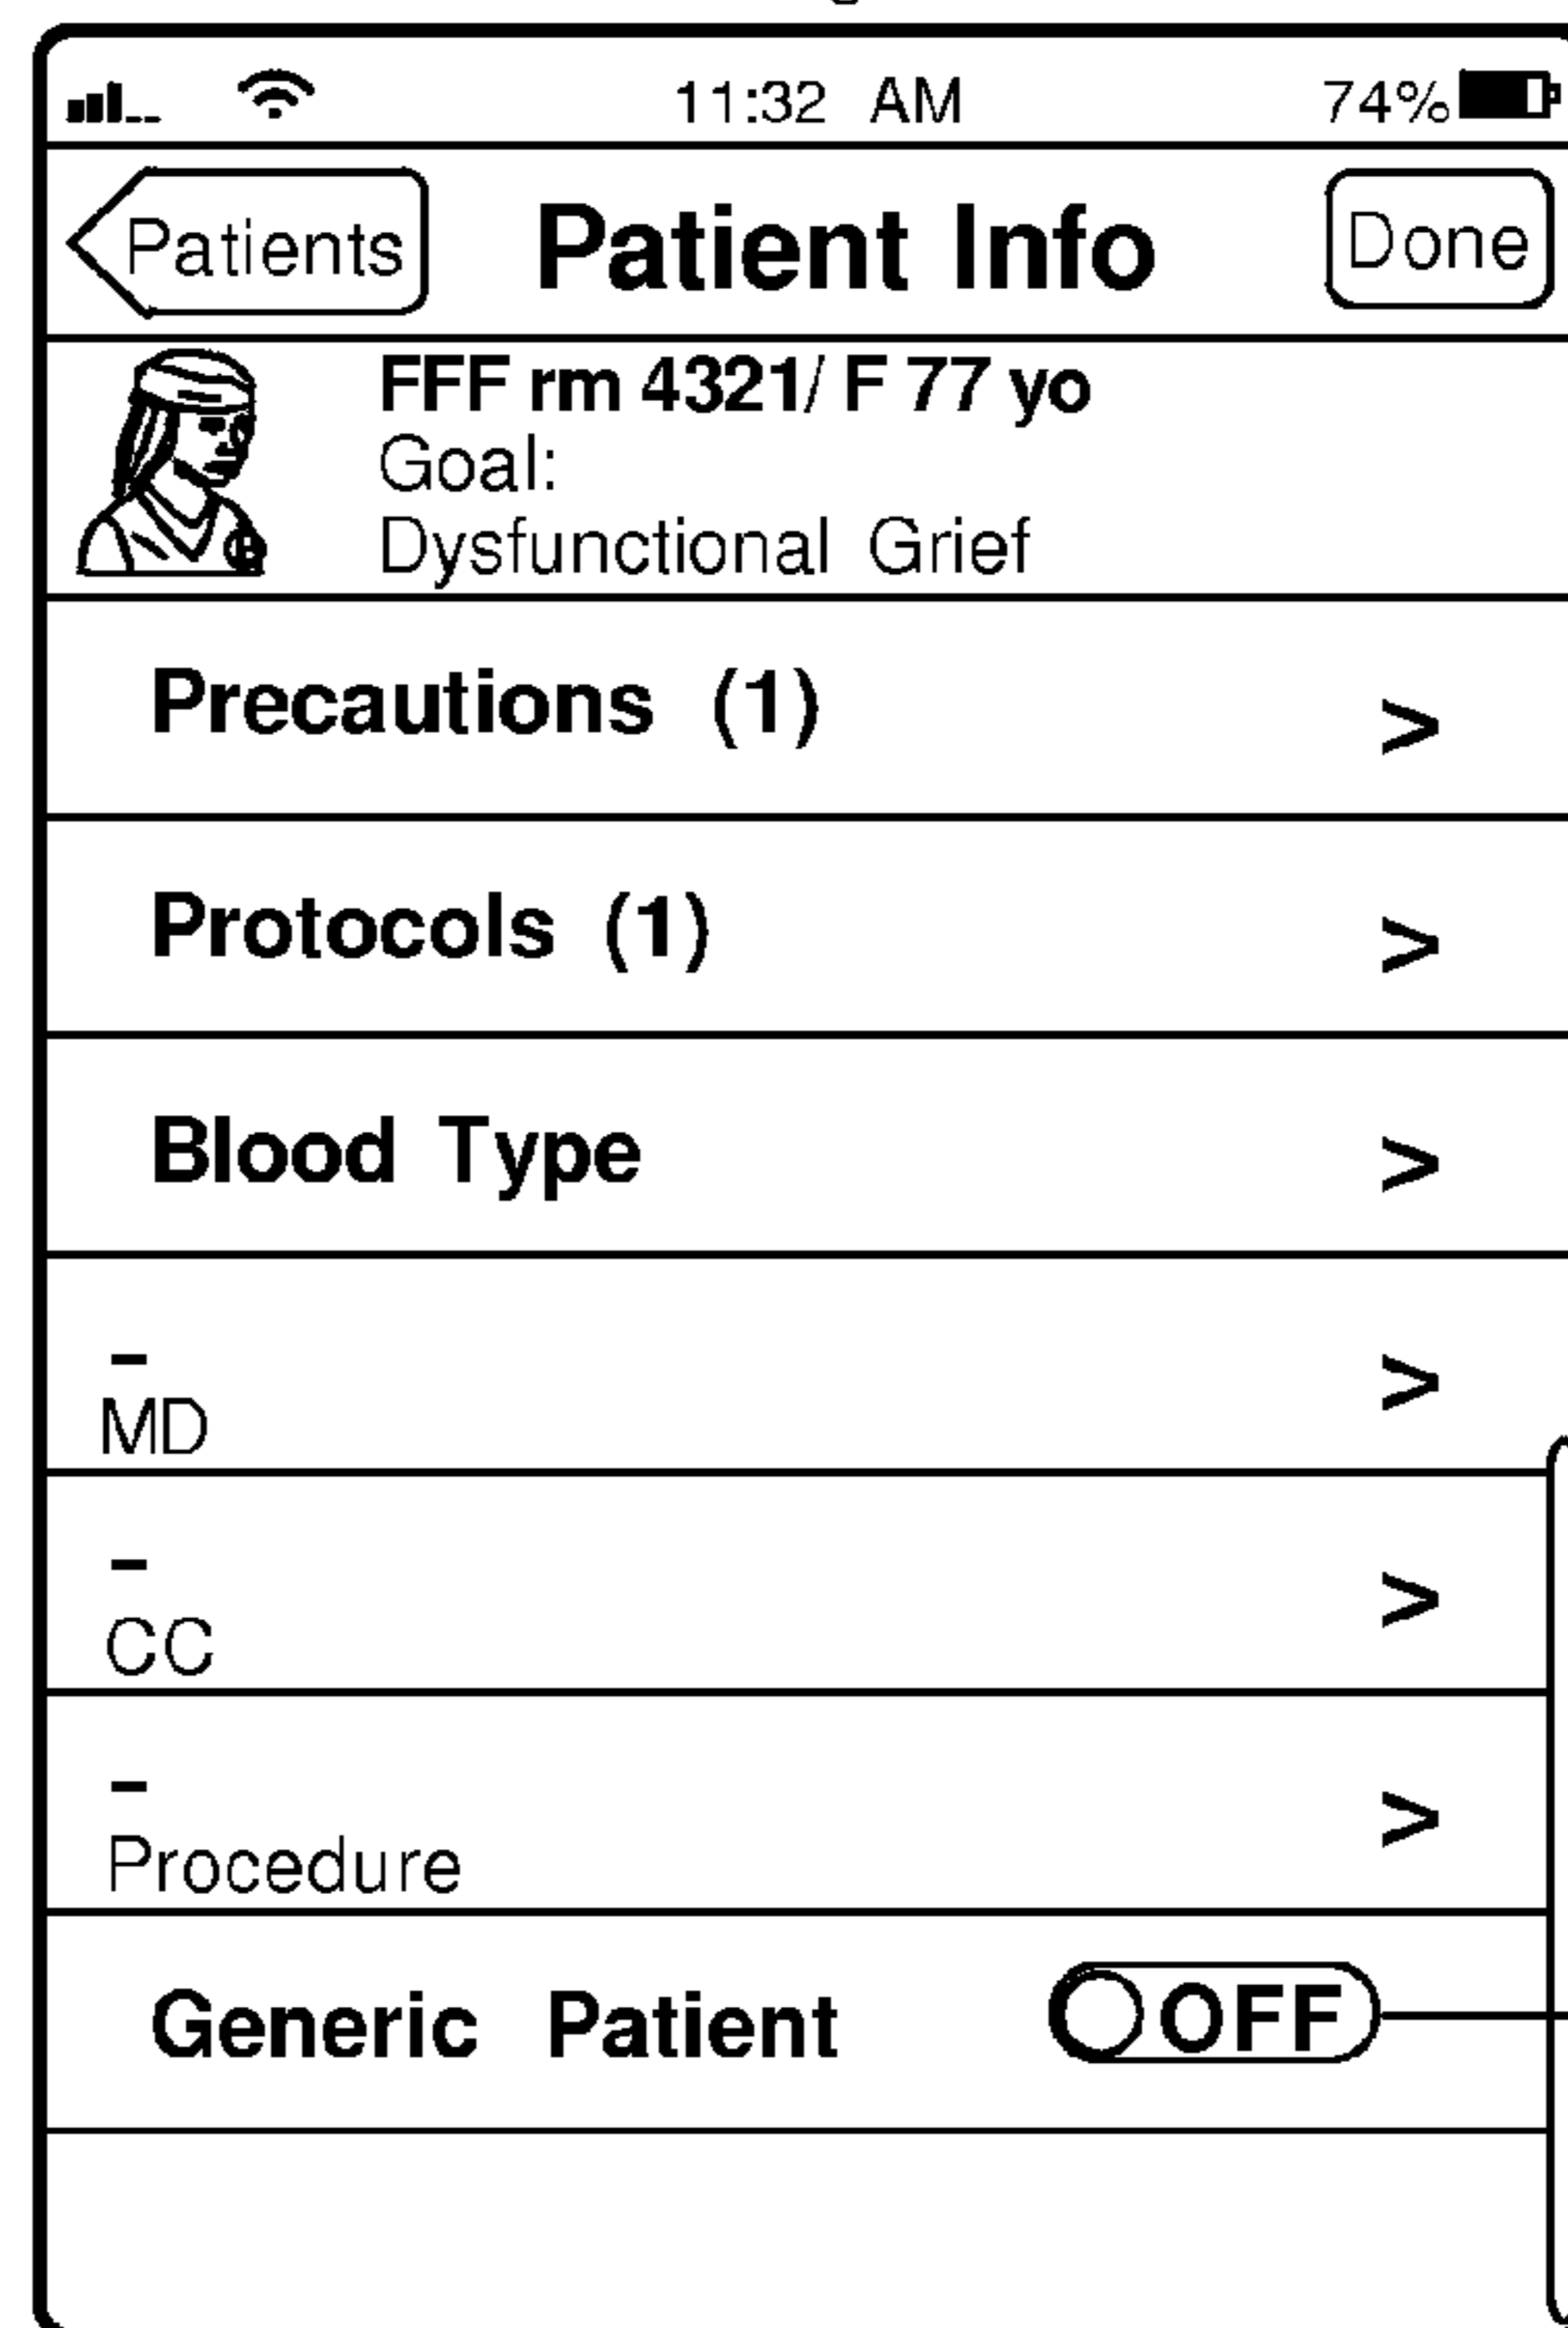 11:32 AM 74%
Patients Patient Info Done
FFF rm 4321/ F 77 yo
Goal:
Dysfunctional Grief
Precautions (1) >
Protocols (1) >
Blood Type >
- >
MD
- >
CC
- >
Procedure
Generic Patient OFF